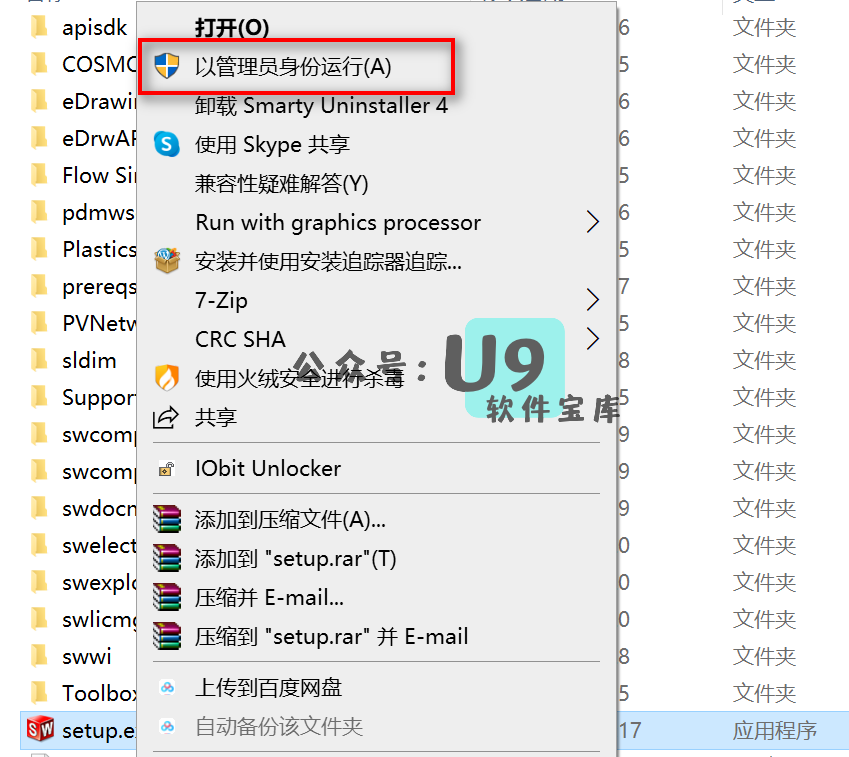 打开(O)
apisdk
6
文件夹
以管理员身份运行(A)
COSMO
5
文件夹
卸载 Smarty Uninstaller 4
eDrawin
6
文件夹
使用 Skype 共享
eDrwAP
6
文件夹
兼容性疑难解答(Y)
Flow Sim
5
文件夹
Run with graphics processor
pdmws
6
文件夹
安装并使用安装追踪器追踪...
Plastics
5
文件夹
7-Zip
prereqs
7
文件夹
CRC SHA
PVNetw
5
文件夹
公众号：U9
软件宝库
使用火绒安全进行杀毒
sldim
8
文件夹
共享
Support
5
文件夹
swcomp
9
文件夹
IObit Unlocker
swcomp
9
文件夹
添加到压缩文件(A)...
swdocm
9
文件夹
添加到 "setup.rar"(T)
swelect
0
文件夹
压缩并 E-mail...
swexplo
0
文件夹
压缩到 "setup.rar" 并 E-mail
swlicmg
0
文件夹
swwi
8
文件夹
上传到百度网盘
Toolbox
5
文件夹
自动备份该文件夹
setup.e
17
应用程序